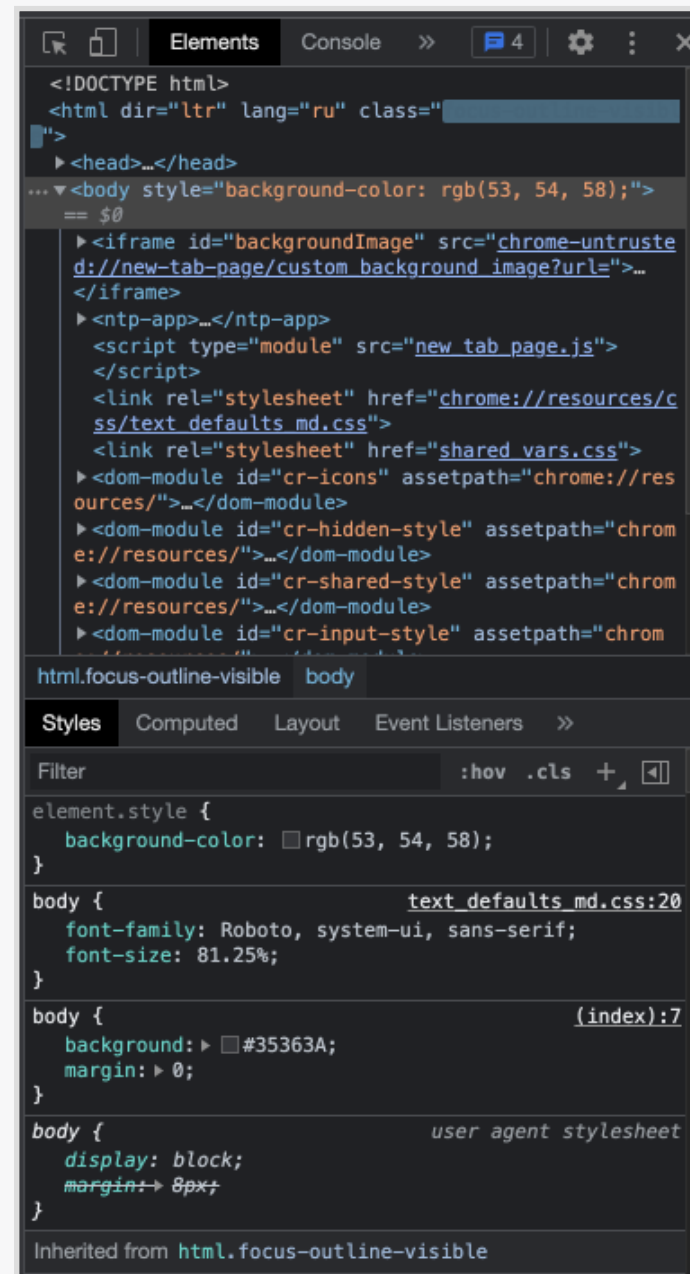 Elements Console » 4
<!DOCTYPE html>
<html dir="ltr" lang="ru" class="
">
<head>…</head>
<body style="background-color: rgb(53, 54, 58);">
== $0
<iframe id="backgroundImage" src="chrome-untruste
d://new-tab-page/custom_background_image?url=">…
</iframe>
<ntp-app>…</ntp-app>
<script type="module" src="new_tab_page.js">
</script>
<link rel="stylesheet" href="chrome://resources/c
ss/text_defaults_md.css">
<link rel="stylesheet" href="shared_vars.css">
<dom-module id="cr-icons" assetpath="chrome://res
ources/">…</dom-module>
<dom-module id="cr-hidden-style" assetpath="chrom
e://resources/">…</dom-module>
<dom-module id="cr-shared-style" assetpath="chrom
e://resources/">…</dom-module>
<dom-module id="cr-input-style" assetpath="chrom
html.focus-outline-visible body
Styles Computed Layout Event Listeners »
Filter :hov .cls +
element.style {
background-color: rgb(53, 54, 58);
}
body { text_defaults_md.css:20
font-family: Roboto, system-ui, sans-serif;
font-size: 81.25%;
}
body { (index):7
background: #35363A;
margin: 0;
}
body { user agent stylesheet
display: block;
margin: 8px;
}
Inherited from html.focus-outline-visible